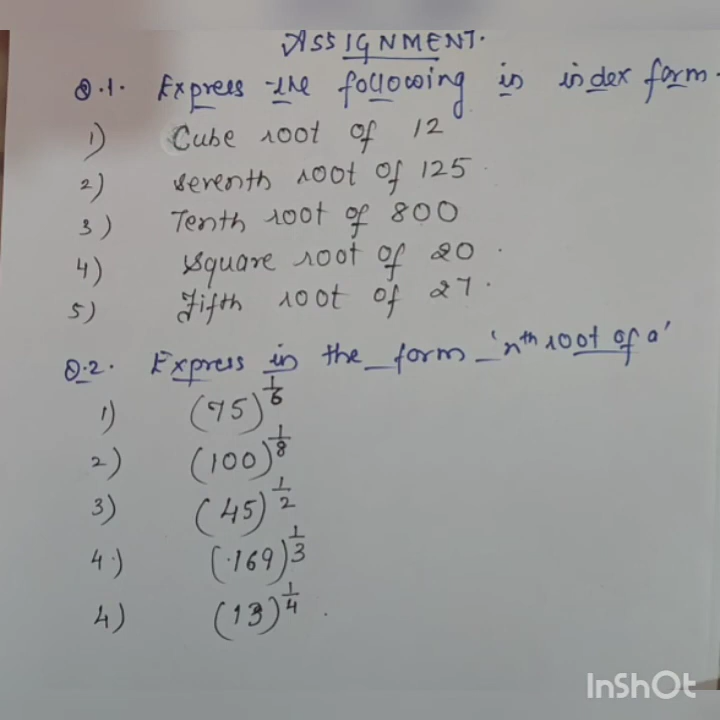 ASSIGNMENT.
Q.1. Express the following in index form.
1) Cube root of 12
2) seventh root of 125.
3) Tenth root of 800
4) Square root of 20.
5) Fifth root of 27.
Q.2. Express in the form 'nth root of a'
1) (75)^1/6
2) (100)^1/8
3) (45)^1/2
4.) (169)^1/3
4) (13)^1/4.
InShOt